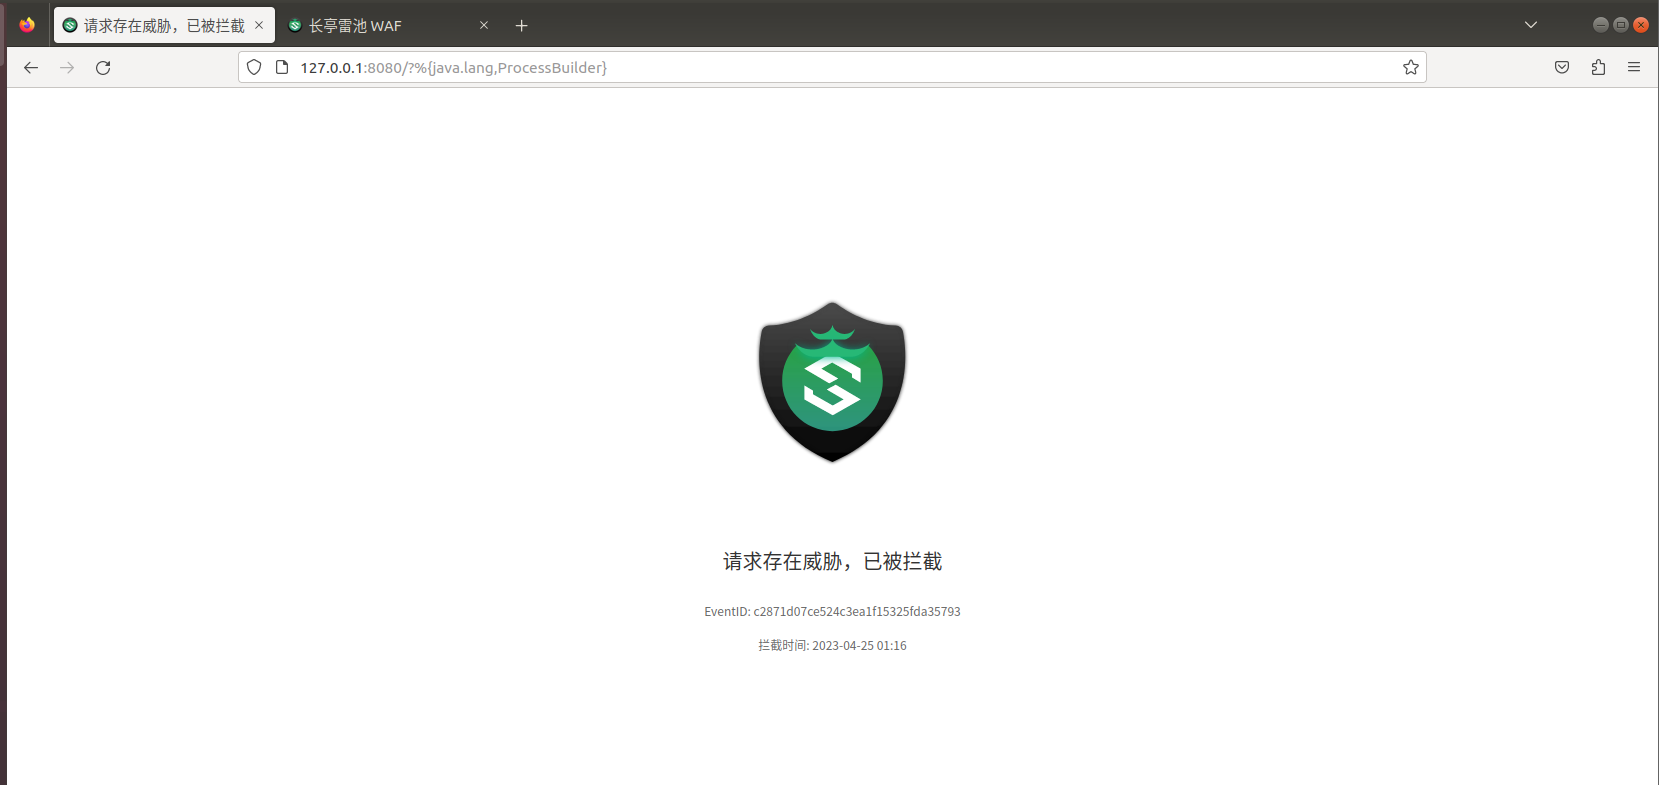 请求存在威胁，已被拦截
长亭雷池 WAF
127.0.0.1:8080/?%{java.lang,ProcessBuilder}
请求存在威胁，已被拦截
EventID: c2871d07ce524c3ea1f15325fda35793
拦截时间: 2023-04-25 01:16